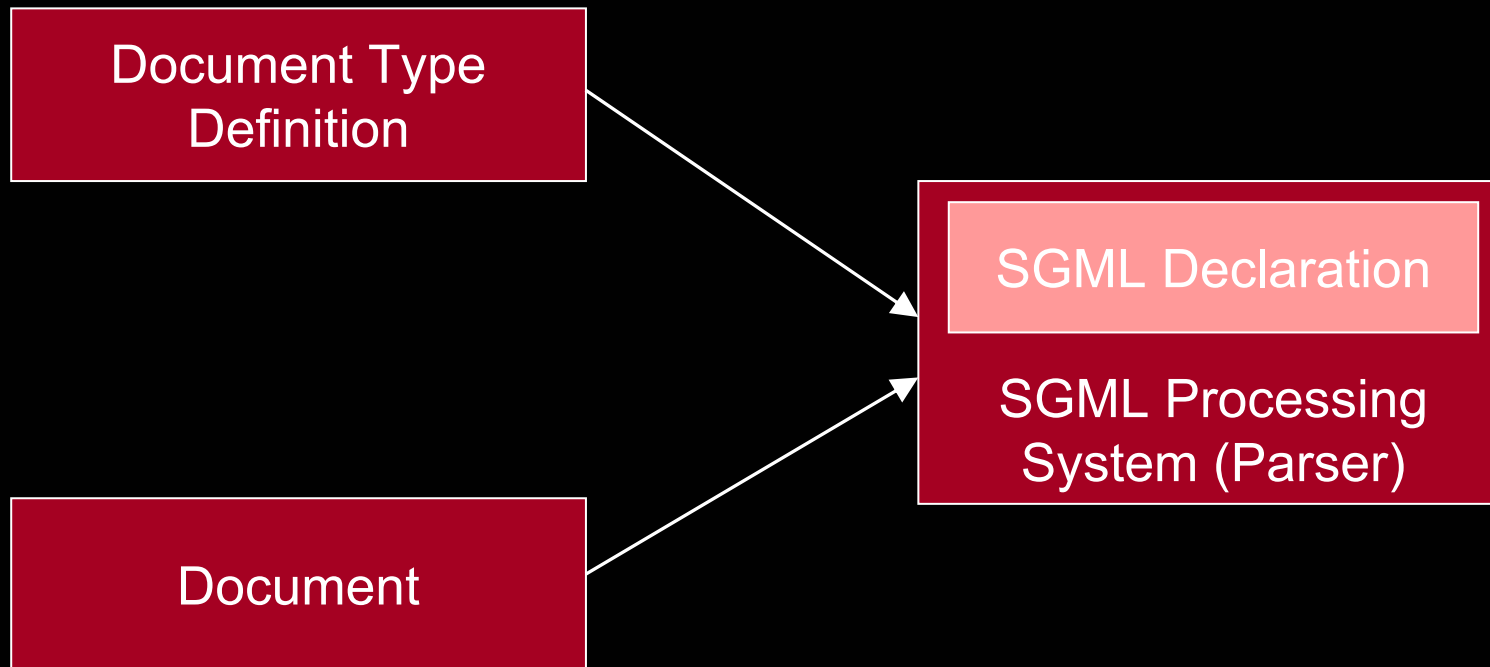 Document Type
Definition
SGML Declaration
SGML Processing
System (Parser)
Document